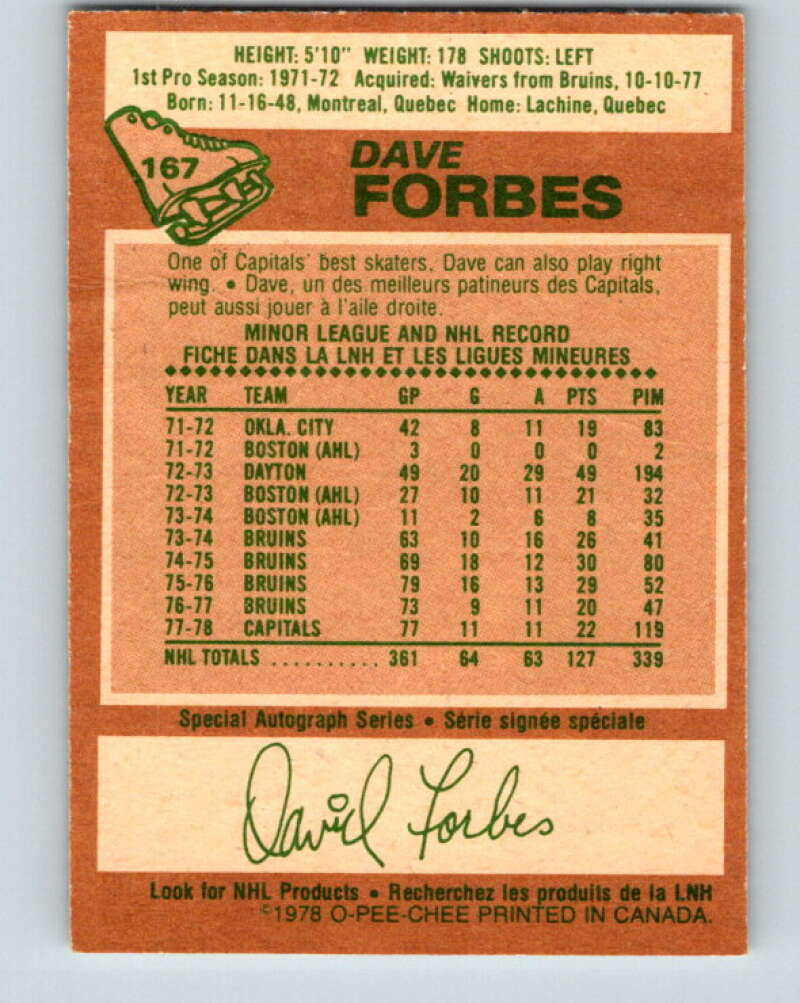 HEIGHT: 5'10" WEIGHT: 178 SHOOTS: LEFT
1st Pro Season: 1971-72 Acquired: Waivers from Bruins, 10-10-77
Born: 11-16-48, Montreal, Quebec Home: Lachine, Quebec
167
DAVE
FORBES
One of Capitals' best skaters, Dave can also play right
wing. • Dave, un des meilleurs patineurs des Capitals,
peut aussi jouer à l'aile droite.
MINOR LEAGUE AND NHL RECORD
FICHE DANS LA LNH ET LES LIGUES MINEURES
YEAR TEAM GP G A PTS PIM
71-72 OKLA. CITY 42 8 11 19 83
71-72 BOSTON (AHL) 3 0 0 0 2
72-73 DAYTON 49 20 29 49 194
72-73 BOSTON (AHL) 27 10 11 21 32
73-74 BOSTON (AHL) 11 2 6 8 35
73-74 BRUINS 63 10 16 26 41
74-75 BRUINS 69 18 12 30 80
75-76 BRUINS 79 16 13 29 52
76-77 BRUINS 73 9 11 20 47
77-78 CAPITALS 77 11 11 22 119
NHL TOTALS .......... 361 64 63 127 339
Special Autograph Series • Série signée spéciale
David Forbes
Look for NHL Products • Recherchez les produits de la LNH
©1978 O-PEE-CHEE PRINTED IN CANADA.